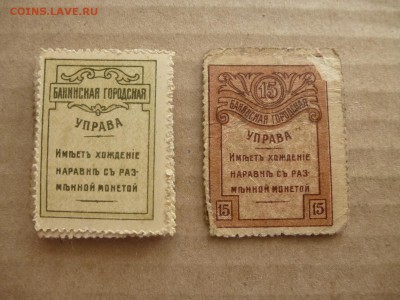 COINS.LAVE.RU
БАКИНСКАЯ ГОРОДСКАЯ
УПРАВА
ИМѢЕТЪ ХОЖДЕНІЕ
НАРАВНѢ СЪ РАЗ-
МѢННОЙ МОНЕТОЙ
15
БАКИНСКАЯ ГОРОДСКАЯ
УПРАВА
ИМѢЕТЪ ХОЖДЕНІЕ
НАРАВНѢ СЪ РАЗ-
МѢННОЙ МОНЕТОЙ
15 15